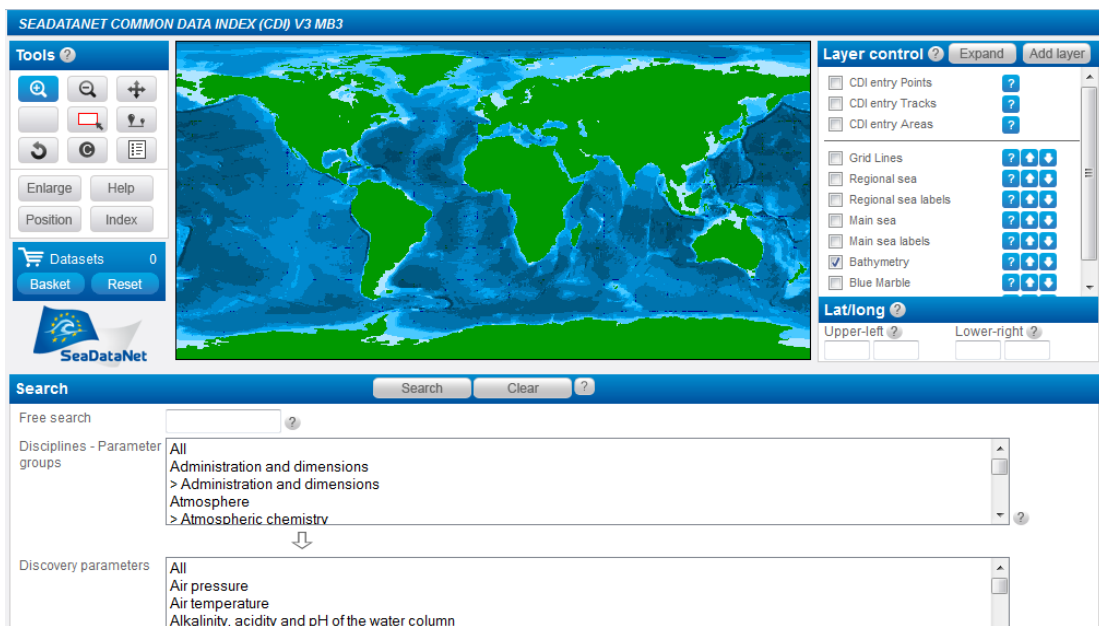 SEADATANET COMMON DATA INDEX (CDI) V3 MB3
Tools ?
Enlarge Help
Position Index
Datasets 0
Basket Reset
SeaDataNet
Layer control ? Expand Add layer
CDI entry Points ?
CDI entry Tracks ?
CDI entry Areas ?
Grid Lines ?
Regional sea ?
Regional sea labels ?
Main sea ?
Main sea labels ?
Bathymetry ?
Blue Marble ?
Lat/long ?
Upper-left ? Lower-right ?
Search Search Clear ?
Free search ?
Disciplines - Parameter groups
All
Administration and dimensions
> Administration and dimensions
Atmosphere
> Atmospheric chemistry
?
Discovery parameters
All
Air pressure
Air temperature
Alkalinity, acidity and pH of the water column